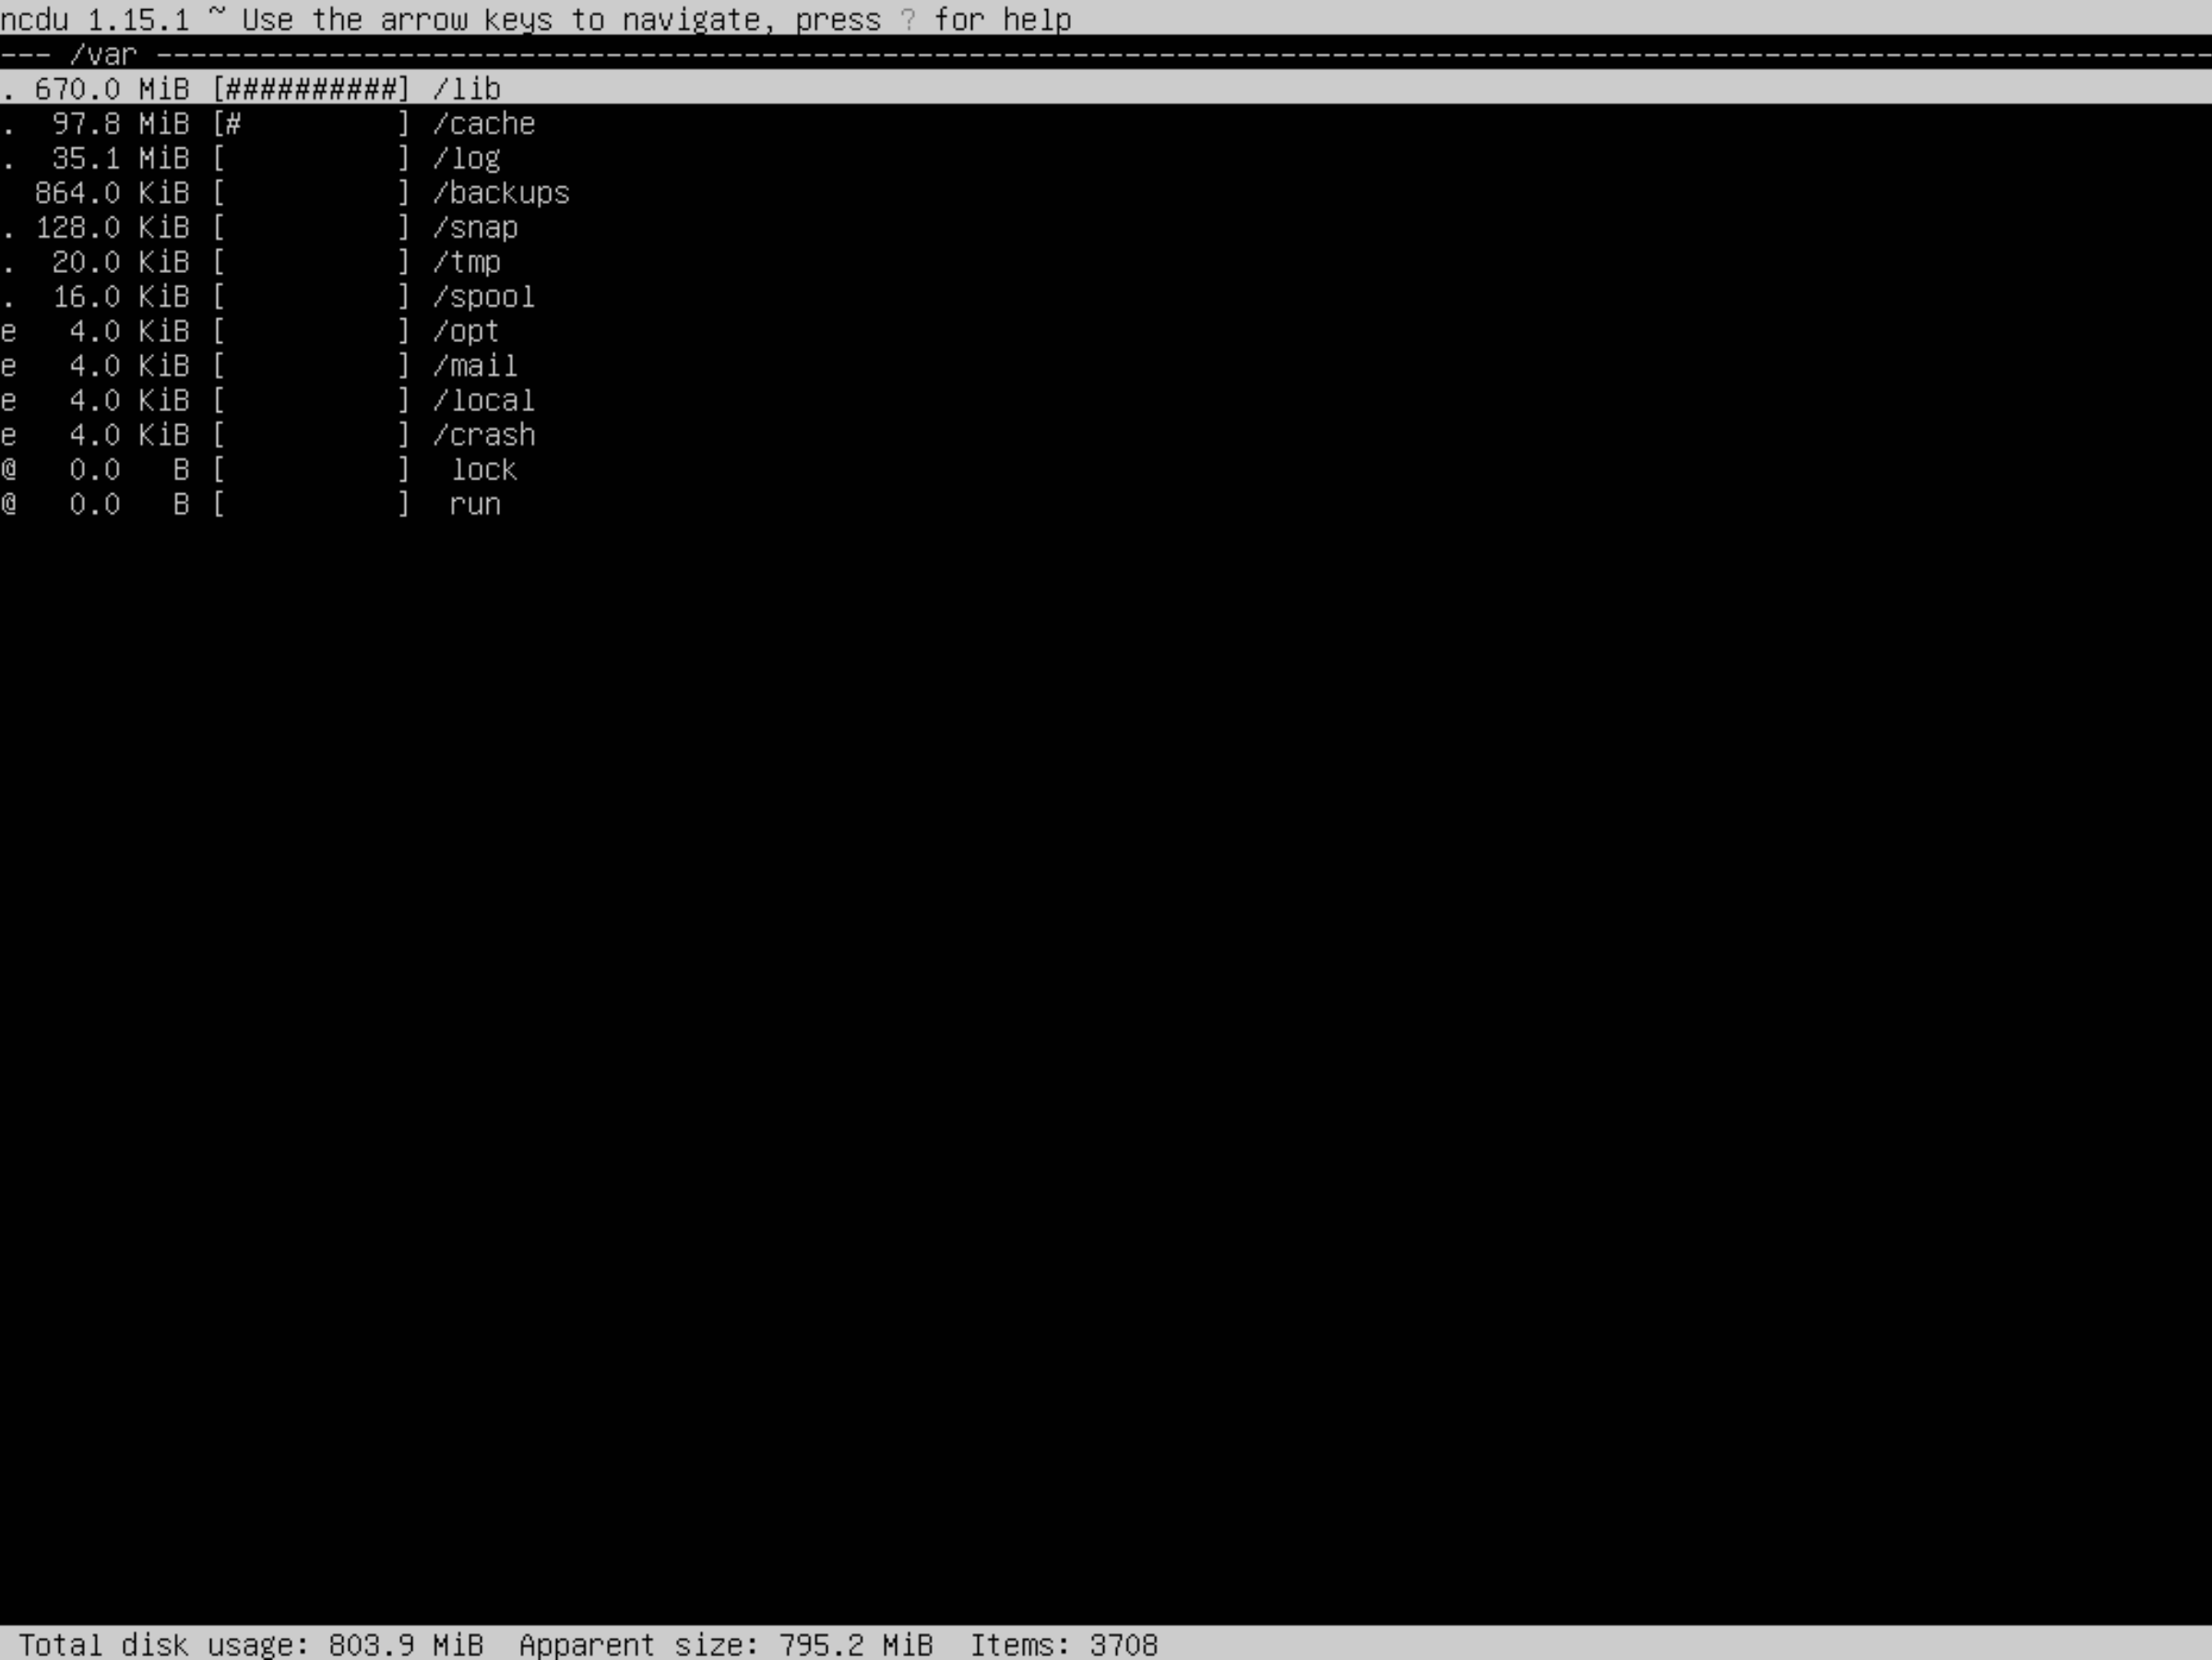 ncdu 1.15.1 ~ Use the arrow keys to navigate, press ? for help
--- /var -----------------------------------------------------------------------------------------------------------------------
. 670.0 MiB [##########] /lib
.  97.8 MiB [#         ] /cache
.  35.1 MiB [          ] /log
  864.0 KiB [          ] /backups
. 128.0 KiB [          ] /snap
.  20.0 KiB [          ] /tmp
.  16.0 KiB [          ] /spool
e   4.0 KiB [          ] /opt
e   4.0 KiB [          ] /mail
e   4.0 KiB [          ] /local
e   4.0 KiB [          ] /crash
@   0.0   B [          ]  lock
@   0.0   B [          ]  run
Total disk usage: 803.9 MiB  Apparent size: 795.2 MiB  Items: 3708